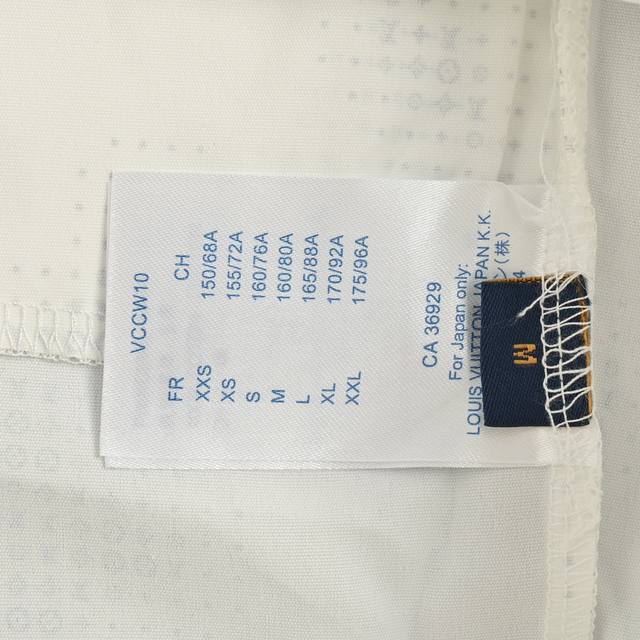 VCCW10
FR CH
XXS 150/68A
XS 155/72A
S 160/76A
M 160/80A
L 165/88A
XL 170/92A
XXL 175/96A
CA 36929
For Japan only:
LOUIS VUITTON JAPAN K.K.
(株)
M